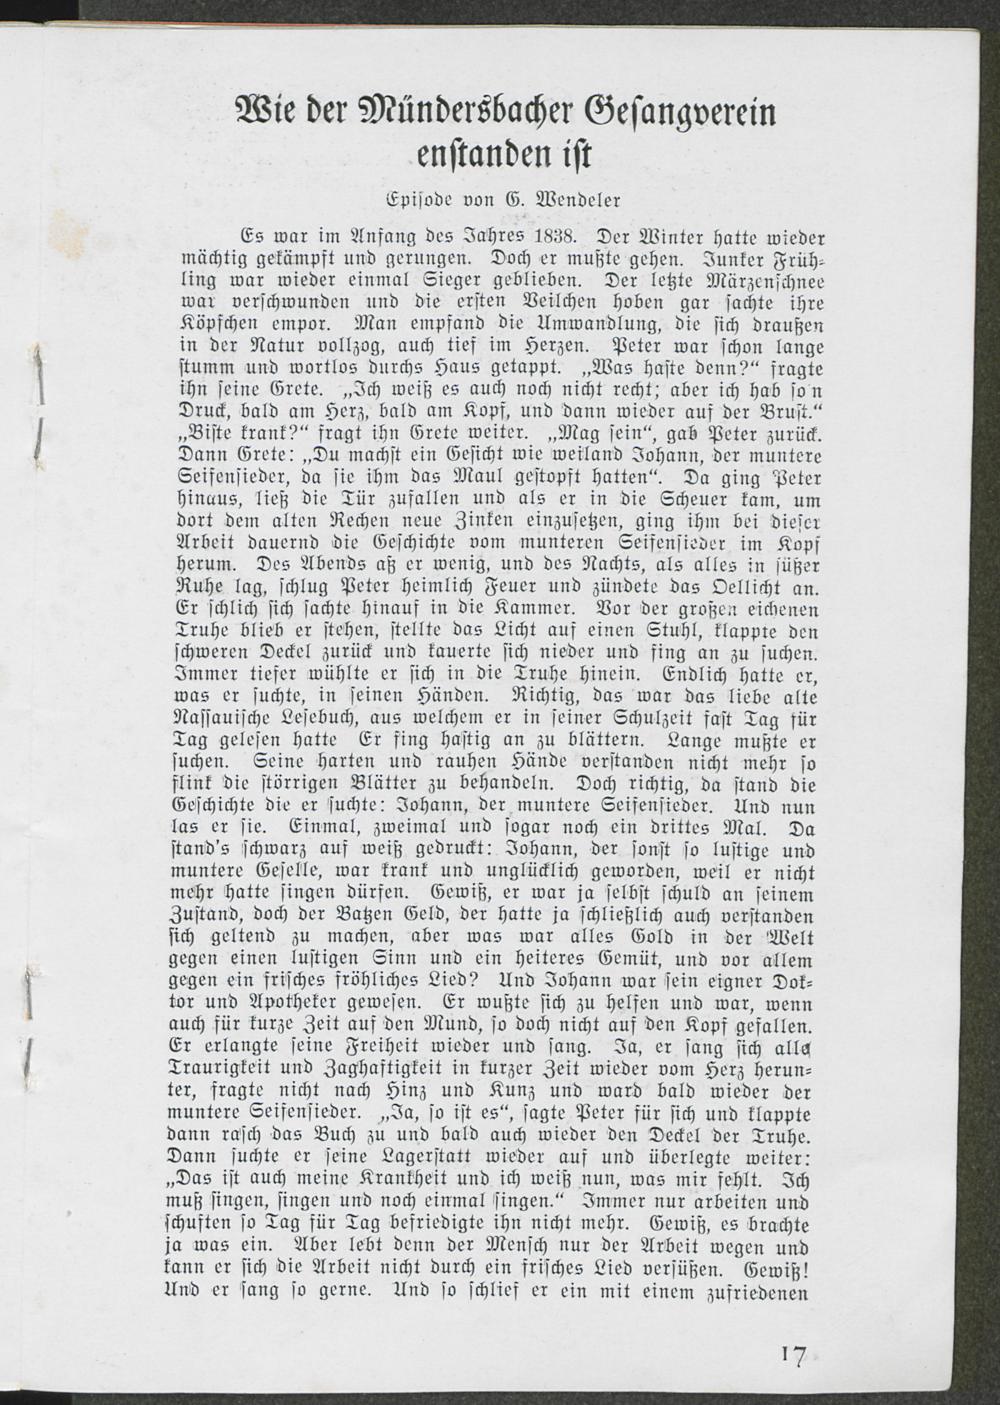 Wie der Mündersbacher Gesangverein
enstanden ist
Episode von G. Wendeler
Es war im Anfang des Jahres 1838. Der Winter hatte wieder
mächtig gekämpft und gerungen. Doch er mußte gehen. Junker Früh-
ling war wieder einmal Sieger geblieben. Der letzte Märzenschnee
war verschwunden und die ersten Veilchen hoben gar sachte ihre
Köpfchen empor. Man empfand die Umwandlung, die sich draußen
in der Natur vollzog, auch tief im Herzen. Peter war schon lange
stumm und wortlos durchs Haus getappt. „Was haste denn?“ fragte
ihn seine Grete. „Ich weiß es auch noch nicht recht; aber ich hab so'n
Druck, bald am Herz, bald am Kopf, und dann wieder auf der Brust.“
„Biste krank?“ fragt ihn Grete weiter. „Mag sein“, gab Peter zurück.
Dann Grete: „Du machst ein Gesicht wie weiland Johann, der muntere
Seifensieder, da sie ihm das Maul gestopft hatten“. Da ging Peter
hinaus, ließ die Tür zufallen und als er in die Scheuer kam, um
dort dem alten Rechen neue Zinken einzusetzen, ging ihm bei dieser
Arbeit dauernd die Geschichte vom munteren Seifensieder im Kopf
herum. Des Abends aß er wenig, und des Nachts, als alles in süßer
Ruhe lag, schlug Peter heimlich Feuer und zündete das Oellicht an.
Er schlich sich sachte hinauf in die Kammer. Vor der großen eichenen
Truhe blieb er stehen, stellte das Licht auf einen Stuhl, klappte den
schweren Deckel zurück und kauerte sich nieder und fing an zu suchen.
Immer tiefer wühlte er sich in die Truhe hinein. Endlich hatte er,
was er suchte, in seinen Händen. Richtig, das war das liebe alte
Nassauische Lesebuch, aus welchem er in seiner Schulzeit fast Tag für
Tag gelesen hatte Er fing hastig an zu blättern. Lange mußte er
suchen. Seine harten und rauhen Hände verstanden nicht mehr so
flink die störrigen Blätter zu behandeln. Doch richtig, da stand die
Geschichte die er suchte: Johann, der muntere Seifensieder. Und nun
las er sie. Einmal, zweimal und sogar noch ein drittes Mal. Da
stand's schwarz auf weiß gedruckt: Johann, der sonst so lustige und
muntere Geselle, war krank und unglücklich geworden, weil er nicht
mehr hatte singen dürfen. Gewiß, er war ja selbst schuld an seinem
Zustand, doch der Batzen Geld, der hatte ja schließlich auch verstanden
sich geltend zu machen, aber was war alles Gold in der Welt
gegen einen lustigen Sinn und ein heiteres Gemüt, und vor allem
gegen ein frisches fröhliches Lied? Und Johann war sein eigner Dok-
tor und Apotheker gewesen. Er wußte sich zu helfen und war, wenn
auch für kurze Zeit auf den Mund, so doch nicht auf den Kopf gefallen.
Er erlangte seine Freiheit wieder und sang. Ja, er sang sich alle
Traurigkeit und Zaghaftigkeit in kurzer Zeit wieder vom Herz herun-
ter, fragte nicht nach Hinz und Kunz und ward bald wieder der
muntere Seifensieder. „Ja, so ist es“, sagte Peter für sich und klappte
dann rasch das Buch zu und bald auch wieder den Deckel der Truhe.
Dann suchte er seine Lagerstatt wieder auf und überlegte weiter:
„Das ist auch meine Krankheit und ich weiß nun, was mir fehlt. Ich
muß singen, singen und noch einmal singen.“ Immer nur arbeiten und
schuften so Tag für Tag befriedigte ihn nicht mehr. Gewiß, es brachte
ja was ein. Aber lebt denn der Mensch nur der Arbeit wegen und
kann er sich die Arbeit nicht durch ein frisches Lied versüßen. Gewiß!
Und er sang so gerne. Und so schlief er ein mit einem zufriedenen
17